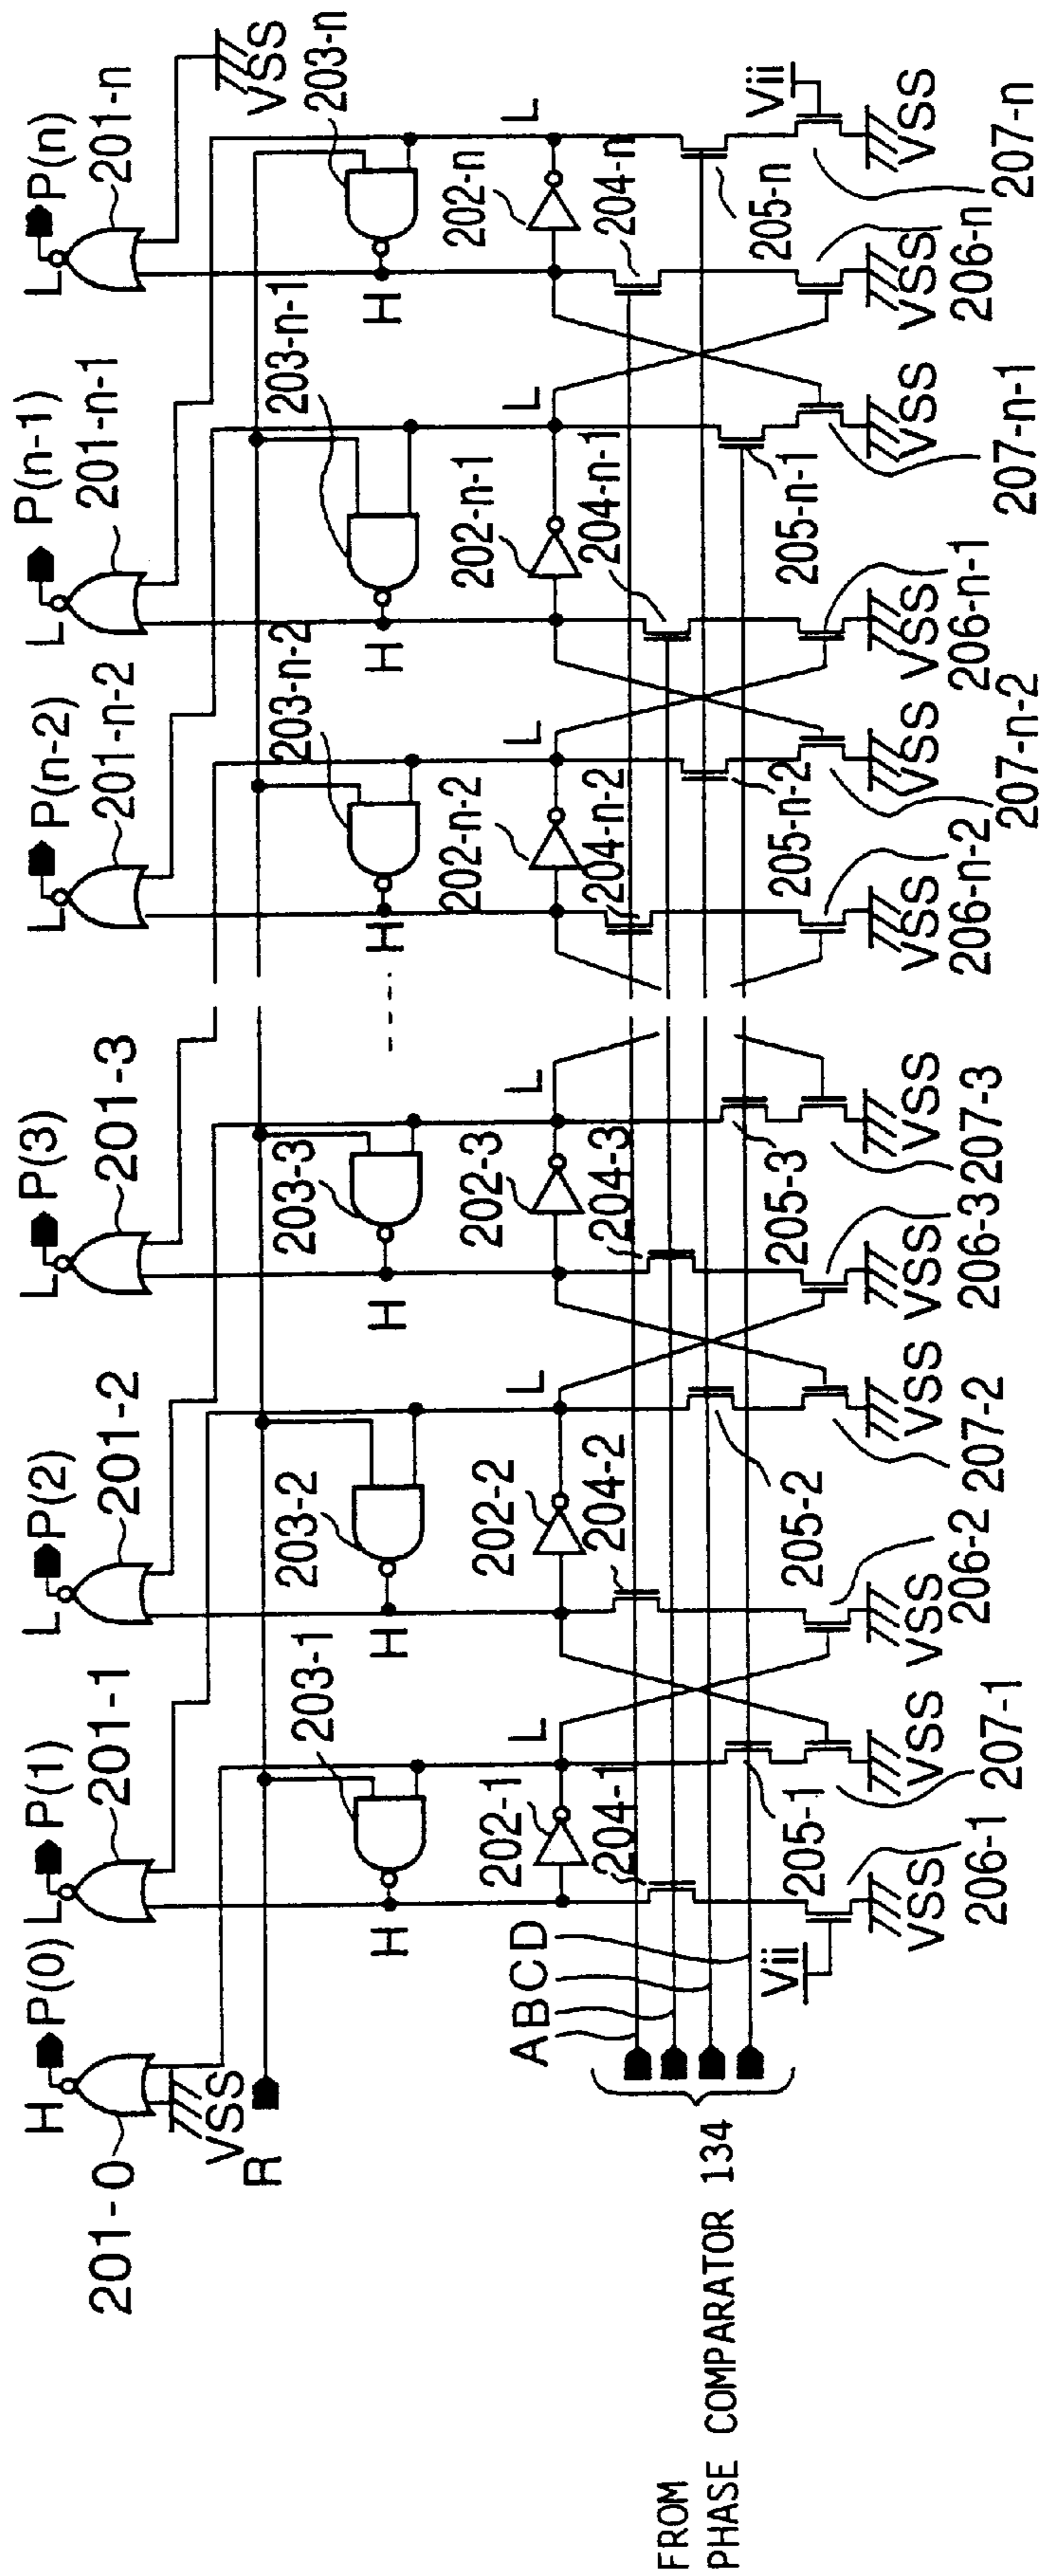 H P(0)
L P(1)
L P(2)
L P(3)
L P(n-2)
L P(n-1)
L P(n)
201-0
201-1
201-2
201-3
201-n-2
201-n-1
201-n
VSS
VSS
R
203-1
203-2
203-3
203-n-2
203-n-1
203-n
H
H
H
H
H
H
202-1
202-2
202-3
202-n-2
202-n-1
202-n
L
L
L
L
L
L
204-1
204-2
204-3
204-n-2
204-n-1
204-n
A
B
C
D
FROM
PHASE COMPARATOR 134
205-1
205-2
205-3
205-n-2
205-n-1
205-n
Vii
Vii
VSS
VSS
VSS
VSS
VSS
VSS
VSS
VSS
VSS
VSS
VSS
VSS
206-1
207-1
206-2
207-2
206-3
207-3
206-n-2
207-n-2
206-n-1
207-n-1
206-n
207-n